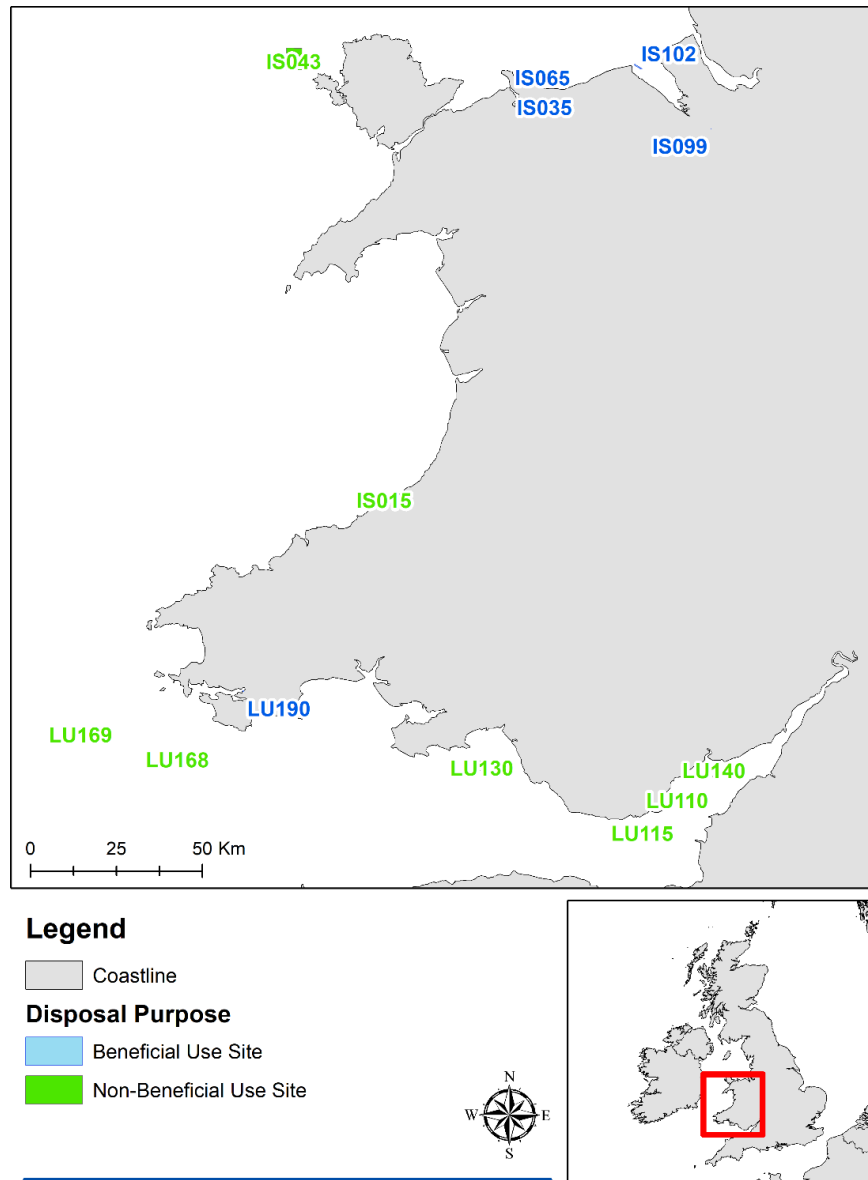 IS043
IS102
IS065
IS035
IS099
IS015
LU190
LU169
LU168
LU130
LU140
LU110
LU115
0 25 50 Km
Legend
Coastline
Disposal Purpose
Beneficial Use Site
Non-Beneficial Use Site
N
W E
S